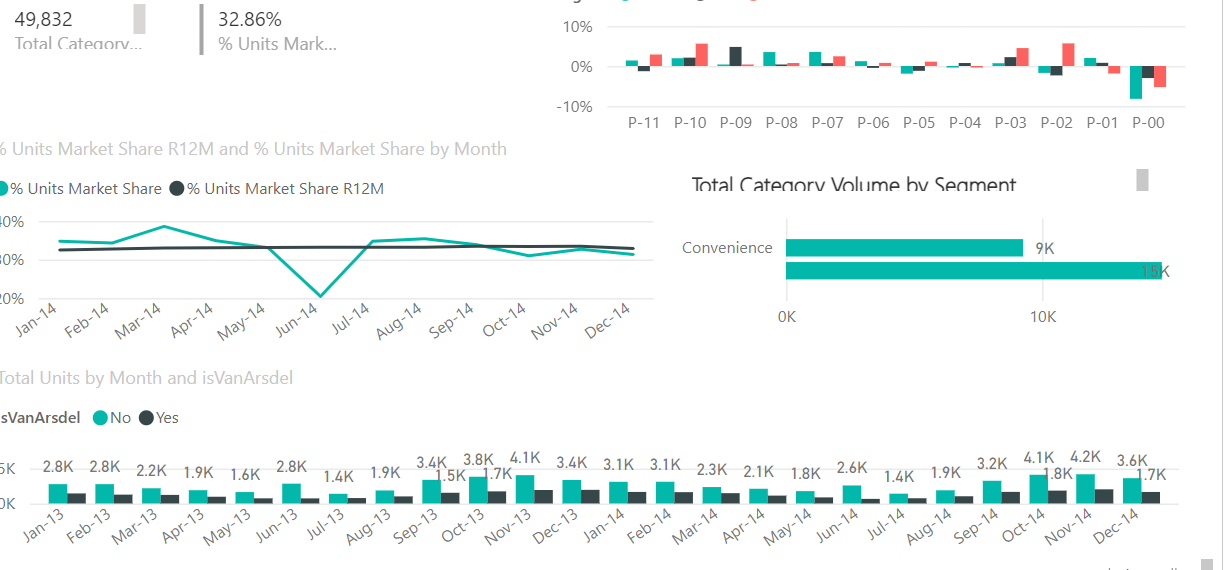 49,832
Total Category...
32.86%
% Units Mark...
10%
0%
-10%
P-11 P-10 P-09 P-08 P-07 P-06 P-05 P-04 P-03 P-02 P-01 P-00
% Units Market Share R12M and % Units Market Share by Month
% Units Market Share % Units Market Share R12M
40%
30%
20%
Jan-14 Feb-14 Mar-14 Apr-14 May-14 Jun-14 Jul-14 Aug-14 Sep-14 Oct-14 Nov-14 Dec-14
Total Category Volume by Segment
Convenience 9K
15K
0K 10K
Total Units by Month and isVanArsdel
isVanArsdel No Yes
5K
0K
2.8K 2.8K 2.2K 1.9K 1.6K 2.8K 1.4K 1.9K 3.4K 1.5K 3.8K 1.7K 4.1K 3.4K 3.1K 3.1K 2.3K 2.1K 1.8K 2.6K 1.4K 1.9K 3.2K 4.1K 1.8K 4.2K 3.6K 1.7K
Jan-13 Feb-13 Mar-13 Apr-13 May-13 Jun-13 Jul-13 Aug-13 Sep-13 Oct-13 Nov-13 Dec-13 Jan-14 Feb-14 Mar-14 Apr-14 May-14 Jun-14 Jul-14 Aug-14 Sep-14 Oct-14 Nov-14 Dec-14